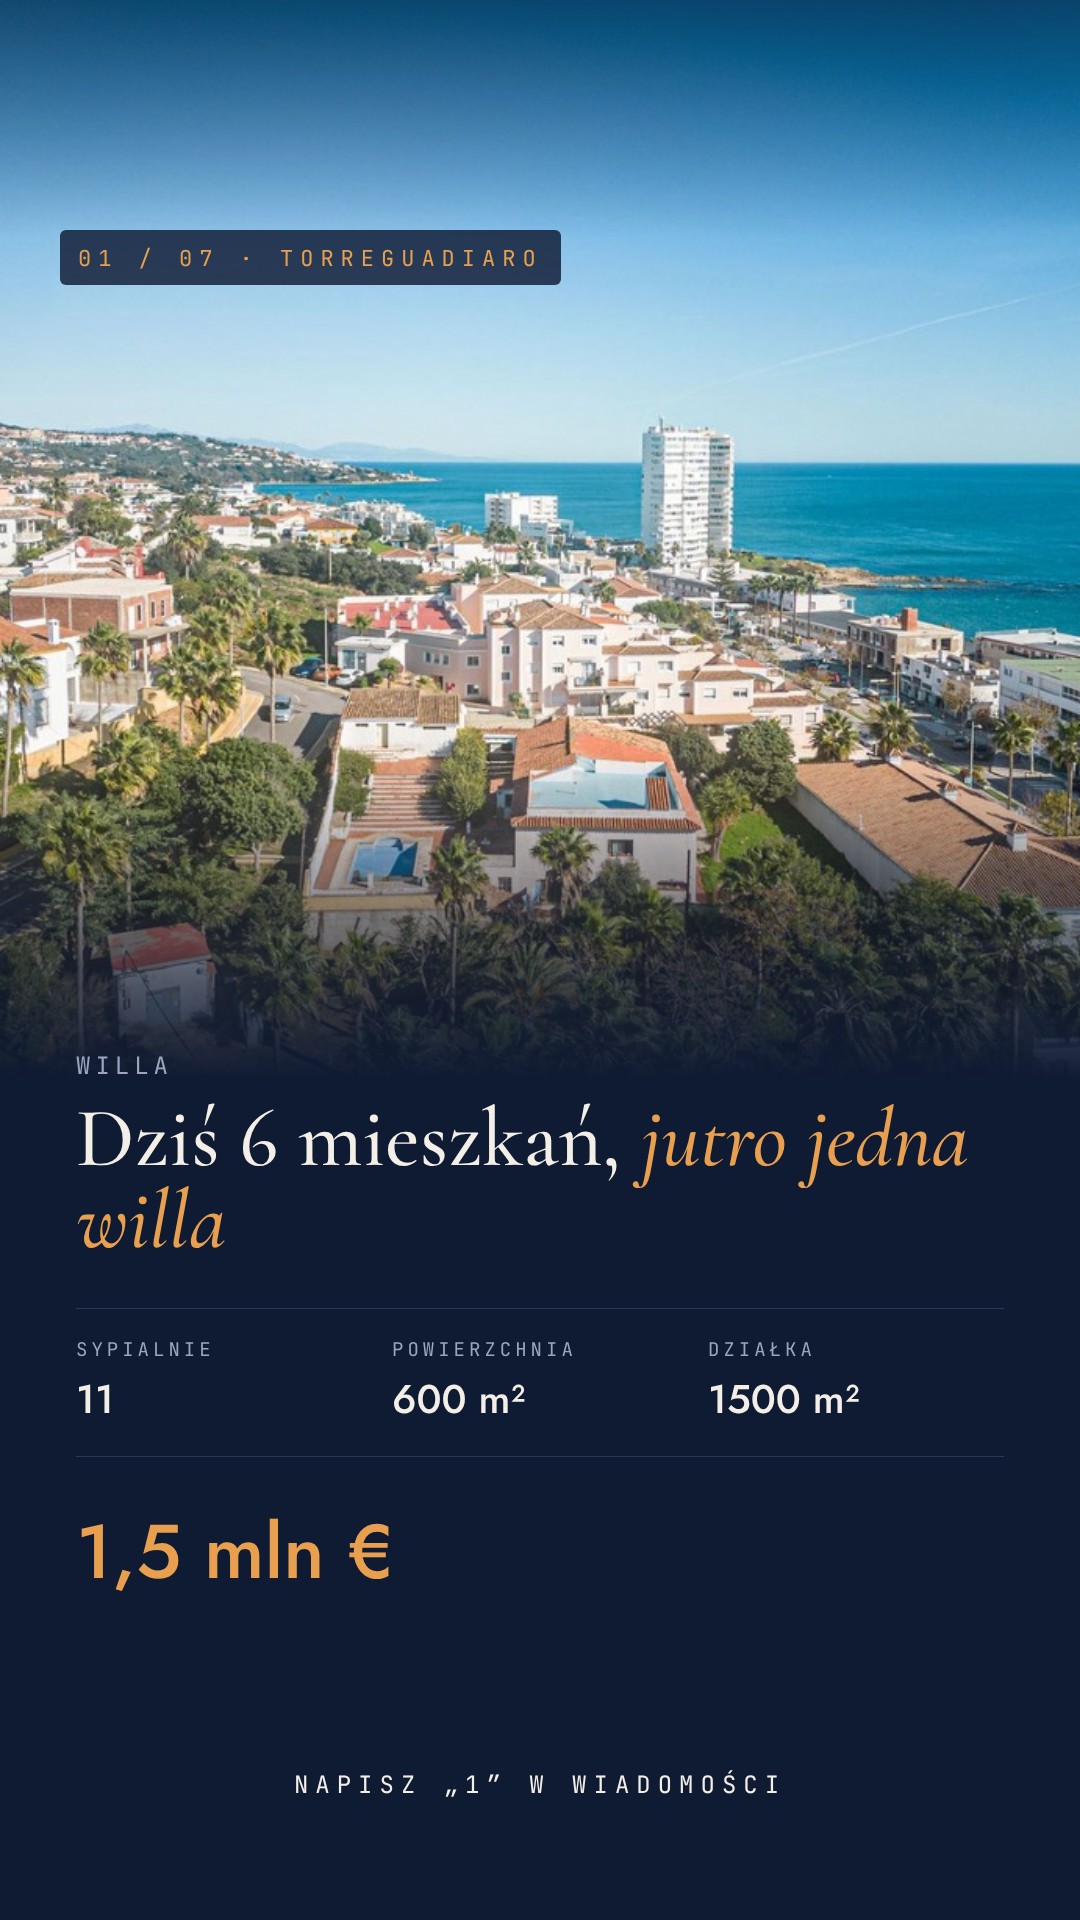 01 / 07 · TORREGUADIARO
WILLA
Dziś 6 mieszkań, jutro jedna
willa
SYPIALNIE POWIERZCHNIA DZIAŁKA
11 600 m² 1500 m²
1,5 mln €
NAPISZ „1” W WIADOMOŚCI